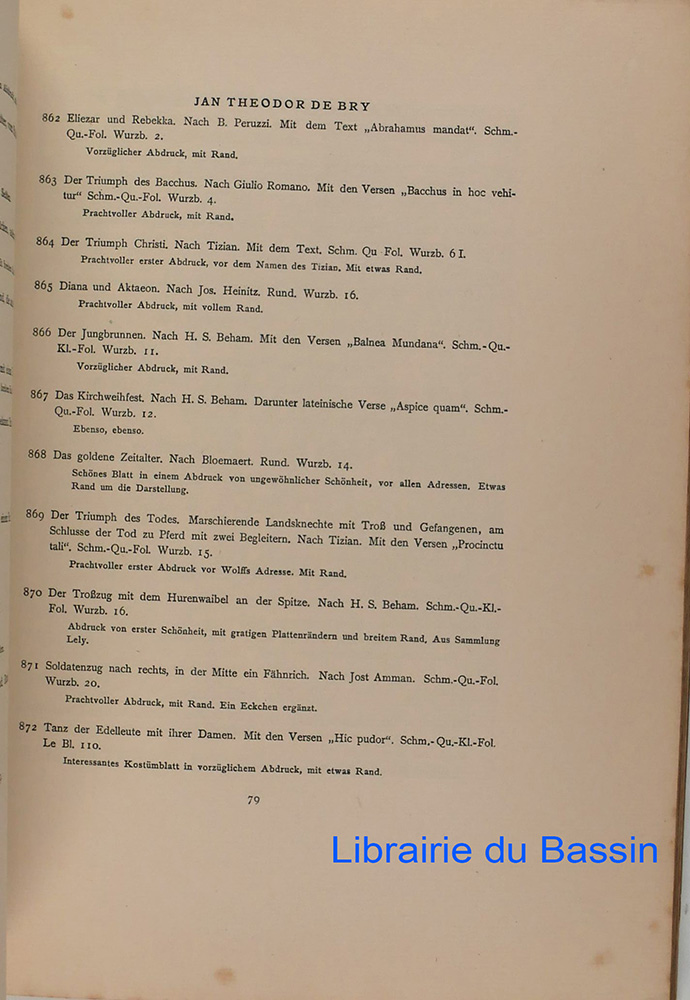 JAN THEODOR DE BRY
862 Eliezar und Rebekka. Nach B. Peruzzi. Mit dem Text „Abrahamus mandat“. Schm.-
Qu.-Fol. Wurzb. 2.
Vorzüglicher Abdruck, mit Rand.
863 Der Triumph des Bacchus. Nach Giulio Romano. Mit den Versen „Bacchus in hoc vehi-
tur“ Schm.-Qu.-Fol. Wurzb. 4.
Prachtvoller Abdruck, mit Rand.
864 Der Triumph Christi. Nach Tizian. Mit dem Text. Schm. Qu Fol. Wurzb. 6 I.
Prachtvoller erster Abdruck, vor dem Namen des Tizian. Mit etwas Rand.
865 Diana und Aktaeon. Nach Jos. Heinitz. Rund. Wurzb. 16.
Prachtvoller Abdruck, mit vollem Rand.
866 Der Jungbrunnen. Nach H. S. Beham. Mit den Versen „Balnea Mundana“. Schm.-Qu.-
Kl.-Fol. Wurzb. 11.
Vorzüglicher Abdruck, mit Rand.
867 Das Kirchweihfest. Nach H. S. Beham. Darunter lateinische Verse „Aspice quam“. Schm.-
Qu.-Fol. Wurzb. 12.
Ebenso, ebenso.
868 Das goldene Zeitalter. Nach Bloemaert. Rund. Wurzb. 14.
Schönes Blatt in einem Abdruck von ungewöhnlicher Schönheit, vor allen Adressen. Etwas
Rand um die Darstellung.
869 Der Triumph des Todes. Marschierende Landsknechte mit Troß und Gefangenen, am
Schlusse der Tod zu Pferd mit zwei Begleitern. Nach Tizian. Mit den Versen „Procinctu
tali“. Schm.-Qu.-Fol. Wurzb. 15.
Prachtvoller erster Abdruck vor Wolffs Adresse. Mit Rand.
870 Der Troßzug mit dem Hurenwaibel an der Spitze. Nach H. S. Beham. Schm.-Qu.-Kl.-
Fol. Wurzb. 16.
Abdruck von erster Schönheit, mit gratigen Plattenrändern und breitem Rand, Aus Sammlung
Lely.
871 Soldatenzug nach rechts, in der Mitte ein Fähnrich. Nach Jost Amman. Schm.-Qu.-Fol.
Wurzb. 20.
Prachtvoller Abdruck, mit Rand. Ein Eckchen ergänzt.
872 Tanz der Edelleute mit ihrer Damen. Mit den Versen „Hic pudor“. Schm.-Qu.-Kl.-Fol.
Le Bl. 110.
Interessantes Kostümblatt in vorzüglichem Abdruck, mit etwas Rand.
79
Librairie du Bassin